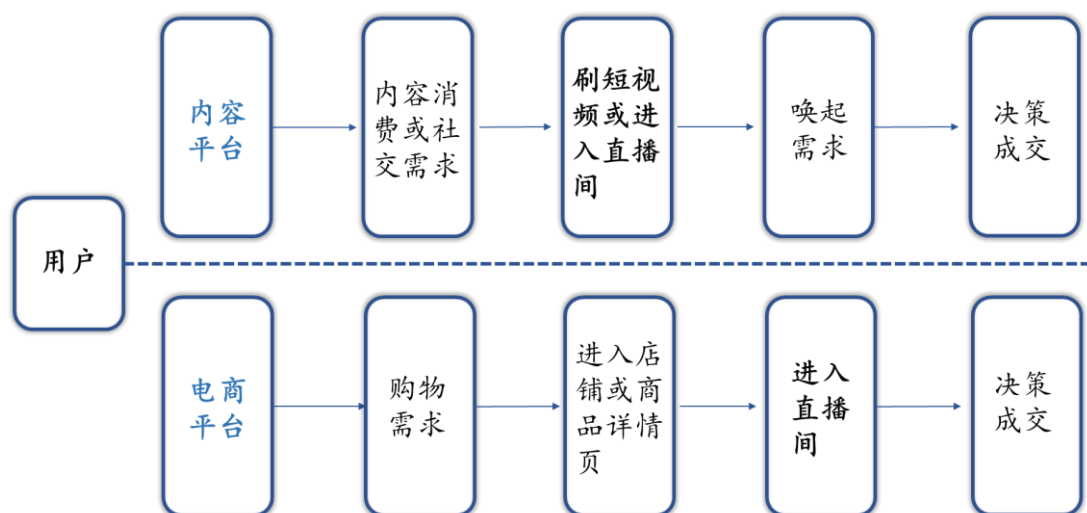 内容
平台
内容消
费或社
交需求
刷短视
频或进
入直播
间
唤起
需求
决策
成交
用户
电商
平台
购物
需求
进入店
铺或商
品详情
页
进入
直播
间
决策
成交